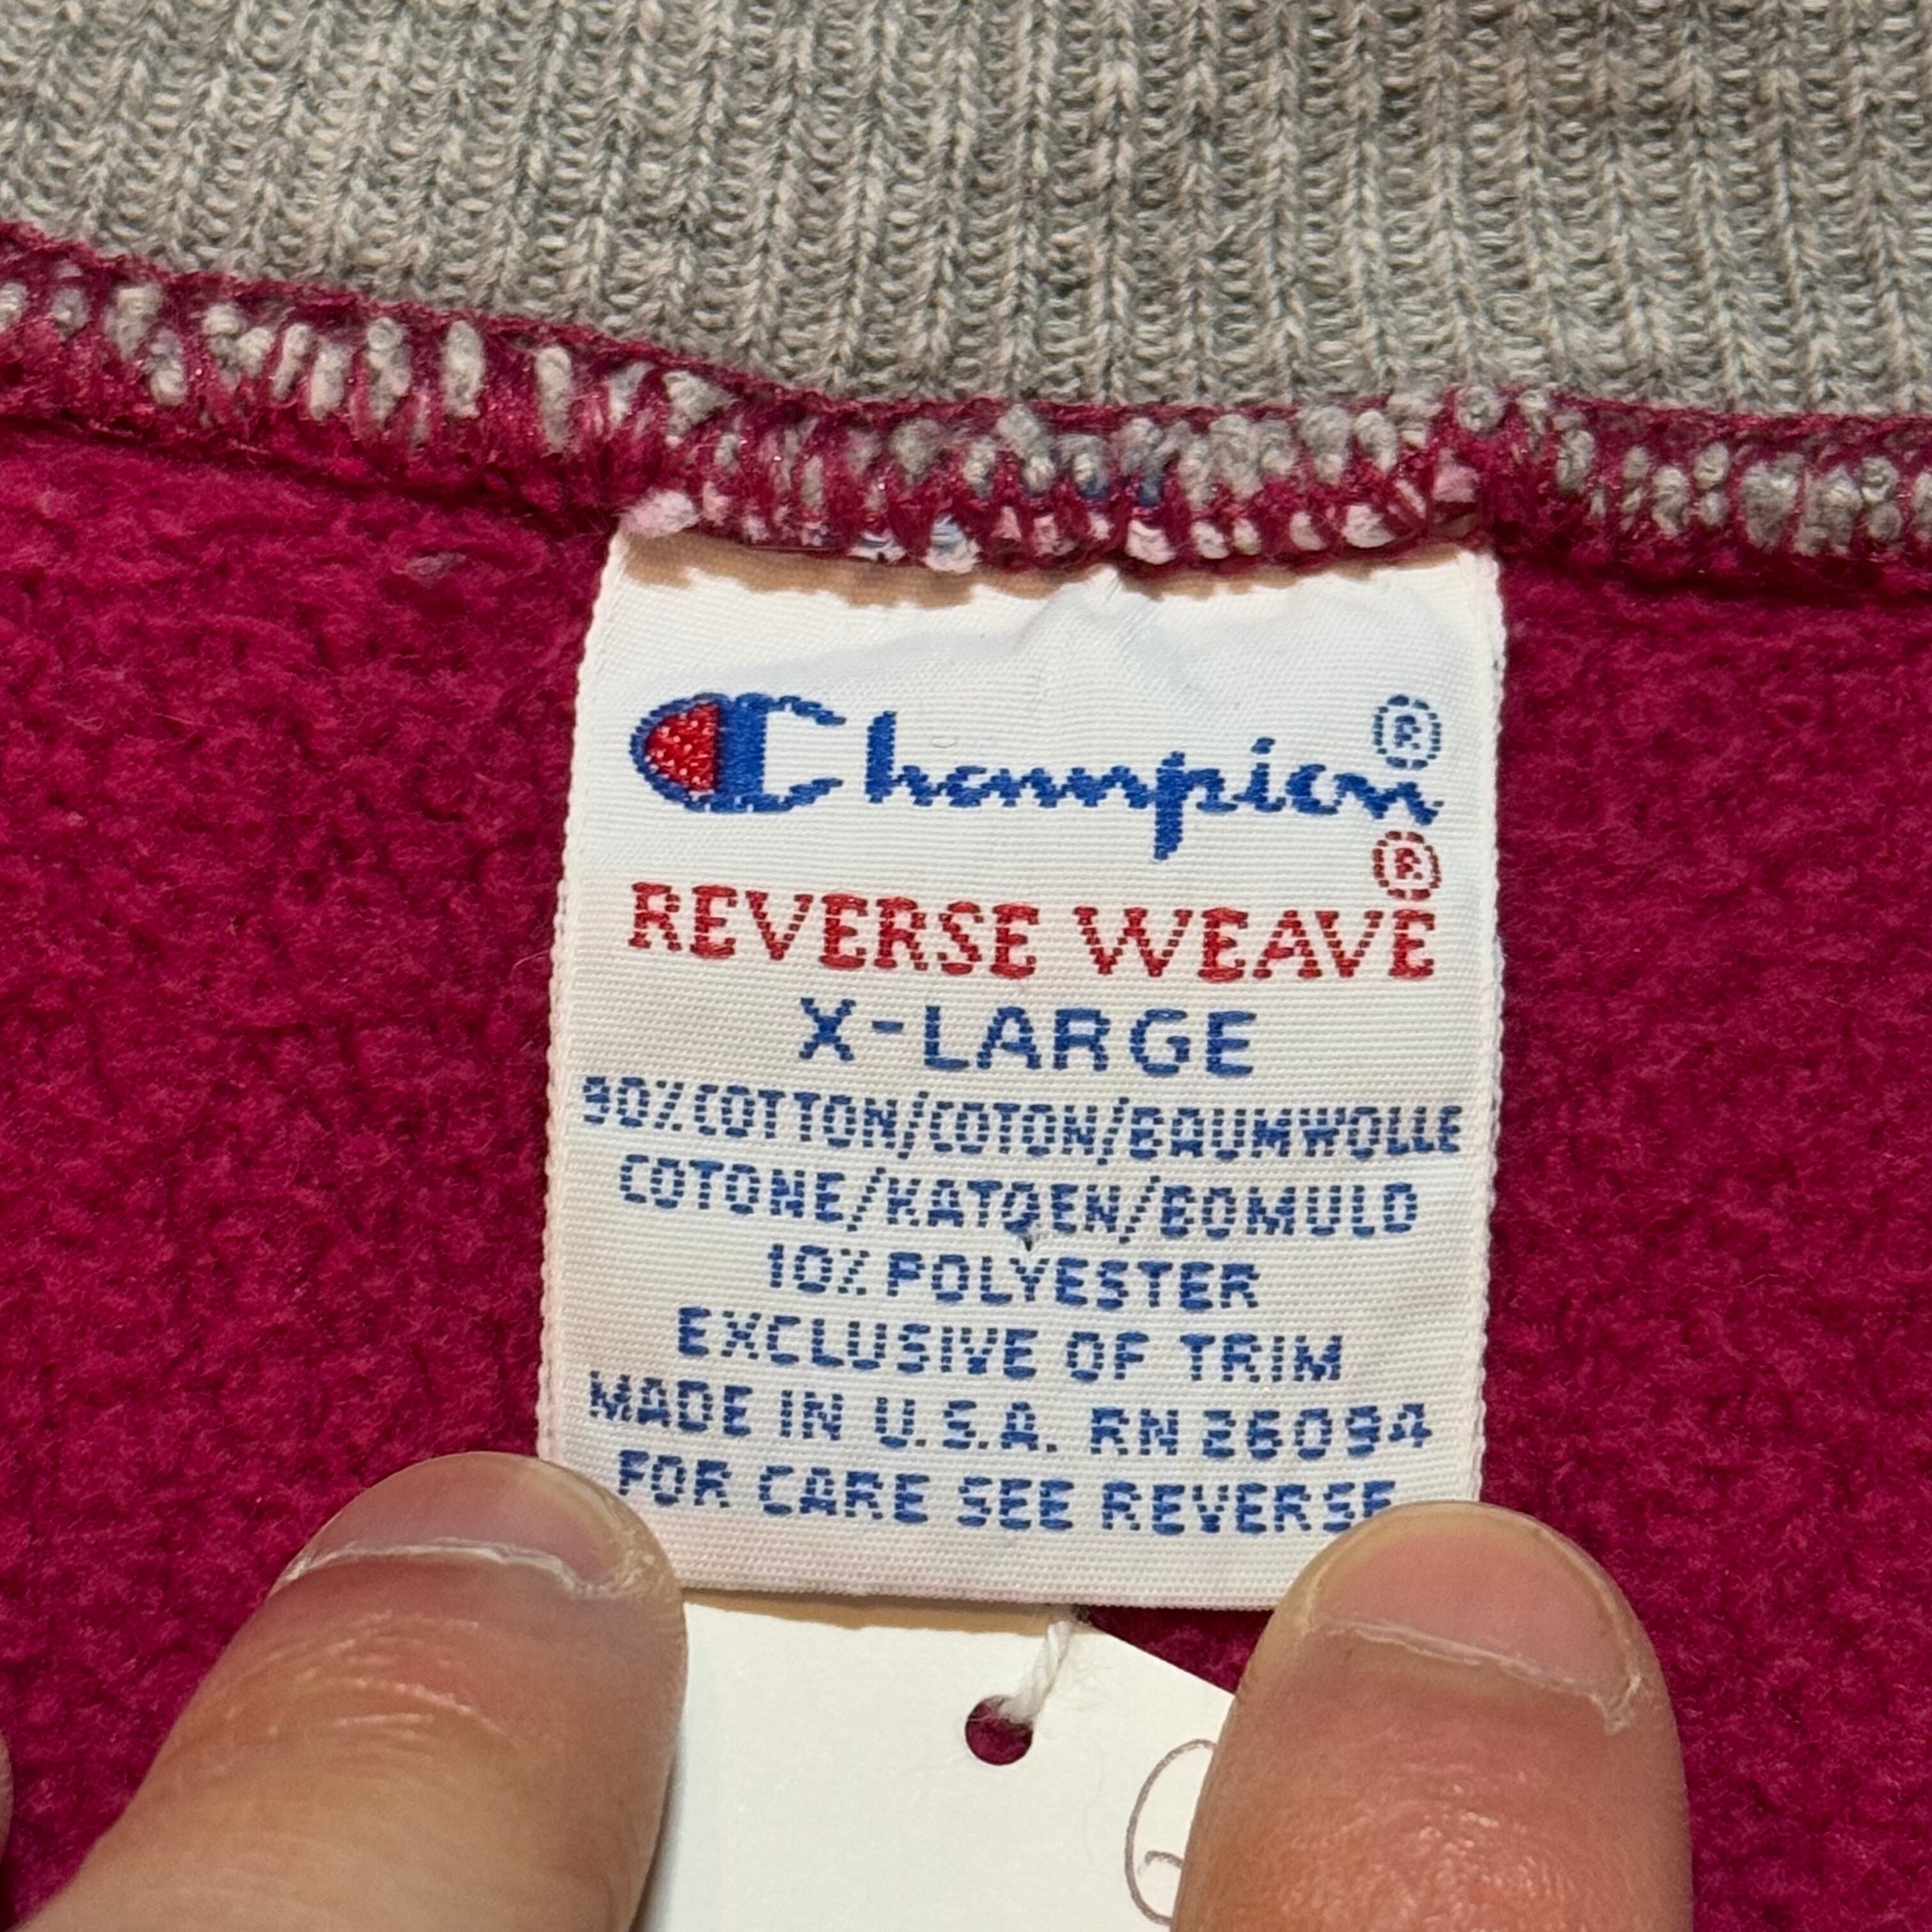 Champion®
REVERSE WEAVE®
X-LARGE
90% COTTON/COTON/BAUMWOLLE
COTONE/KATOEN/BOMULD
10% POLYESTER
EXCLUSIVE OF TRIM
MADE IN U.S.A. RN 26094
FOR CARE SEE REVERSE